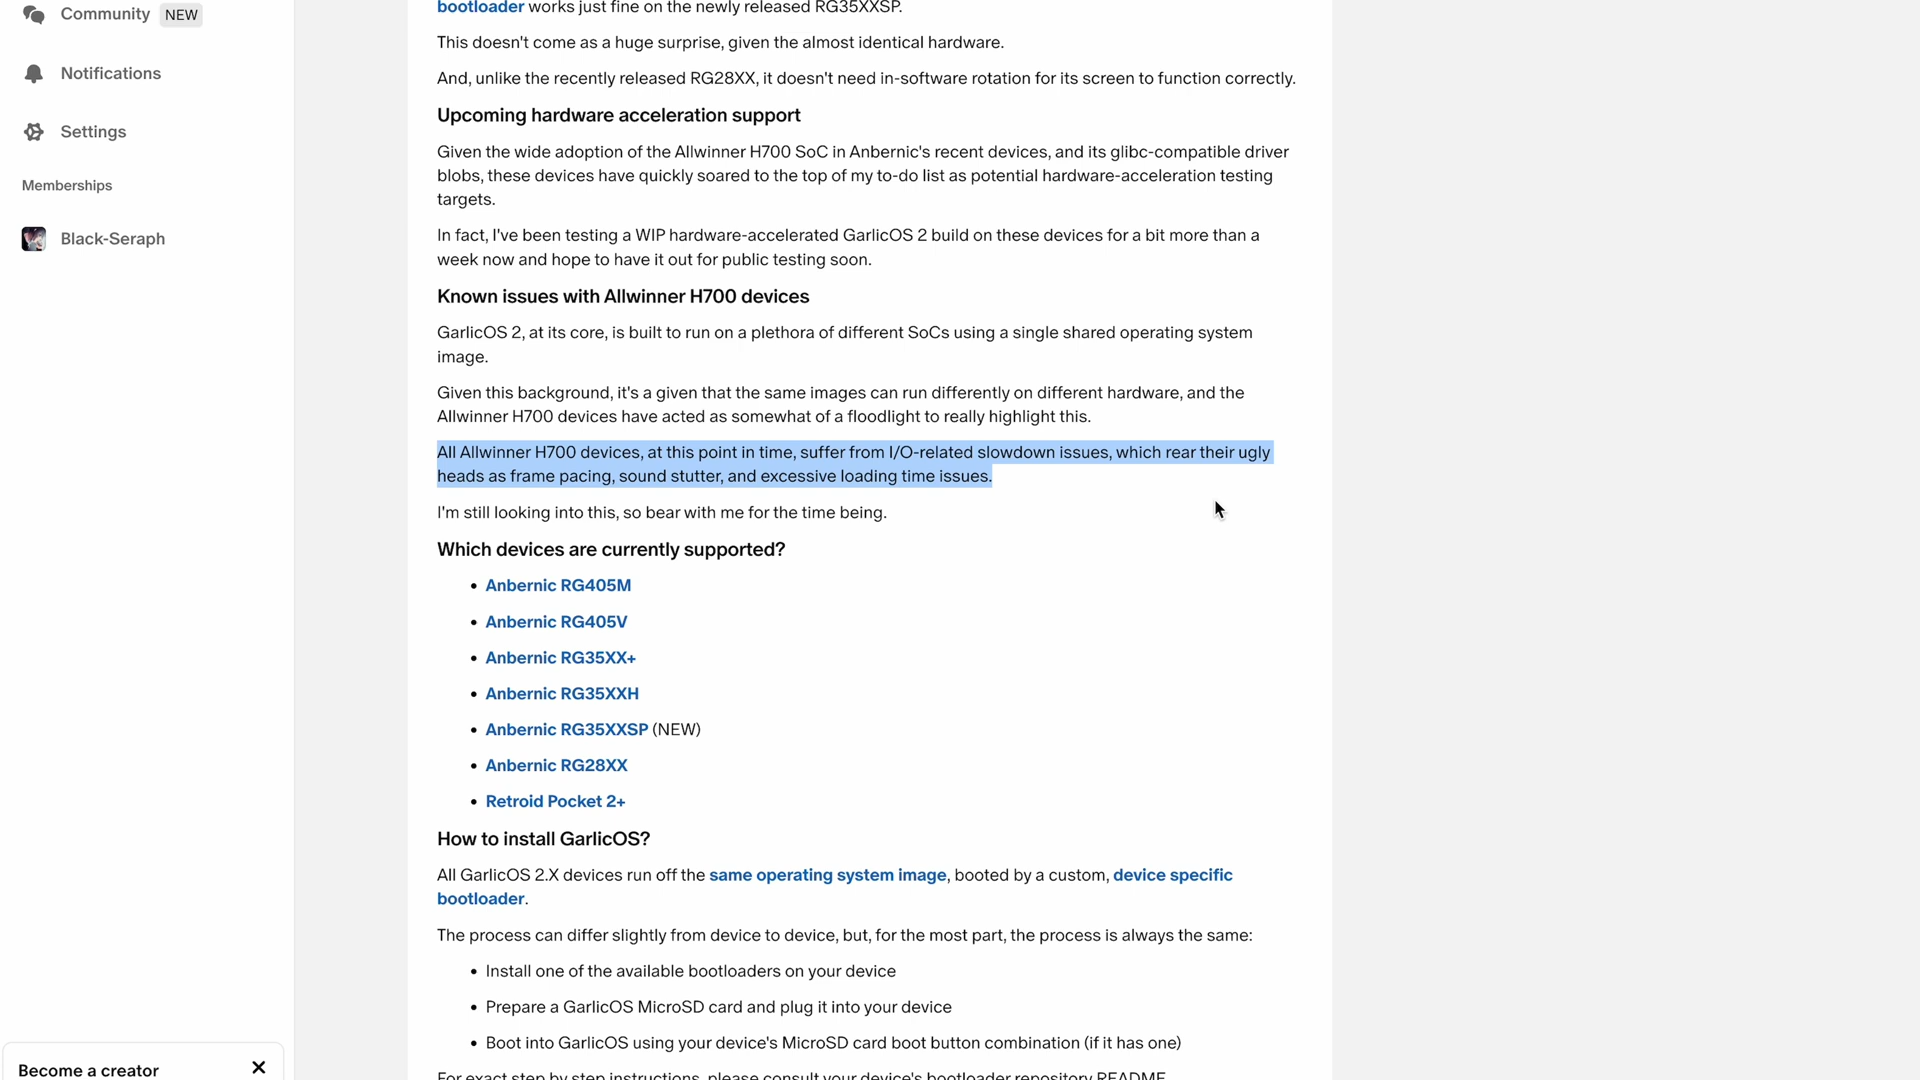 Community NEW
Notifications
Settings
Memberships
Black-Seraph
Become a creator
bootloader works just fine on the newly released RG35XXSP.
This doesn't come as a huge surprise, given the almost identical hardware.
And, unlike the recently released RG28XX, it doesn't need in-software rotation for its screen to function correctly.
Upcoming hardware acceleration support
Given the wide adoption of the Allwinner H700 SoC in Anbernic's recent devices, and its glibc-compatible driver
blobs, these devices have quickly soared to the top of my to-do list as potential hardware-acceleration testing
targets.
In fact, I've been testing a WIP hardware-accelerated GarlicOS 2 build on these devices for a bit more than a
week now and hope to have it out for public testing soon.
Known issues with Allwinner H700 devices
GarlicOS 2, at its core, is built to run on a plethora of different SoCs using a single shared operating system
image.
Given this background, it's a given that the same images can run differently on different hardware, and the
Allwinner H700 devices have acted as somewhat of a floodlight to really highlight this.
All Allwinner H700 devices, at this point in time, suffer from I/O-related slowdown issues, which rear their ugly
heads as frame pacing, sound stutter, and excessive loading time issues.
I'm still looking into this, so bear with me for the time being.
Which devices are currently supported?
• Anbernic RG405M
• Anbernic RG405V
• Anbernic RG35XX+
• Anbernic RG35XXH
• Anbernic RG35XXSP (NEW)
• Anbernic RG28XX
• Retroid Pocket 2+
How to install GarlicOS?
All GarlicOS 2.X devices run off the same operating system image, booted by a custom, device specific
bootloader.
The process can differ slightly from device to device, but, for the most part, the process is always the same:
• Install one of the available bootloaders on your device
• Prepare a GarlicOS MicroSD card and plug it into your device
• Boot into GarlicOS using your device's MicroSD card boot button combination (if it has one)
For exact step by step instructions, please consult your device's bootloader repository README